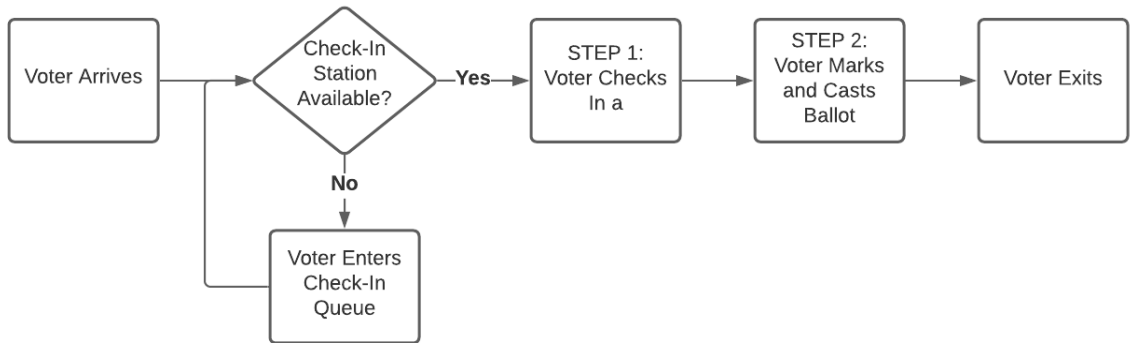 Voter Arrives
Check-In
Station
Available?
Yes
STEP 1:
Voter Checks
In a
STEP 2:
Voter Marks
and Casts
Ballot
Voter Exits
No
Voter Enters
Check-In
Queue